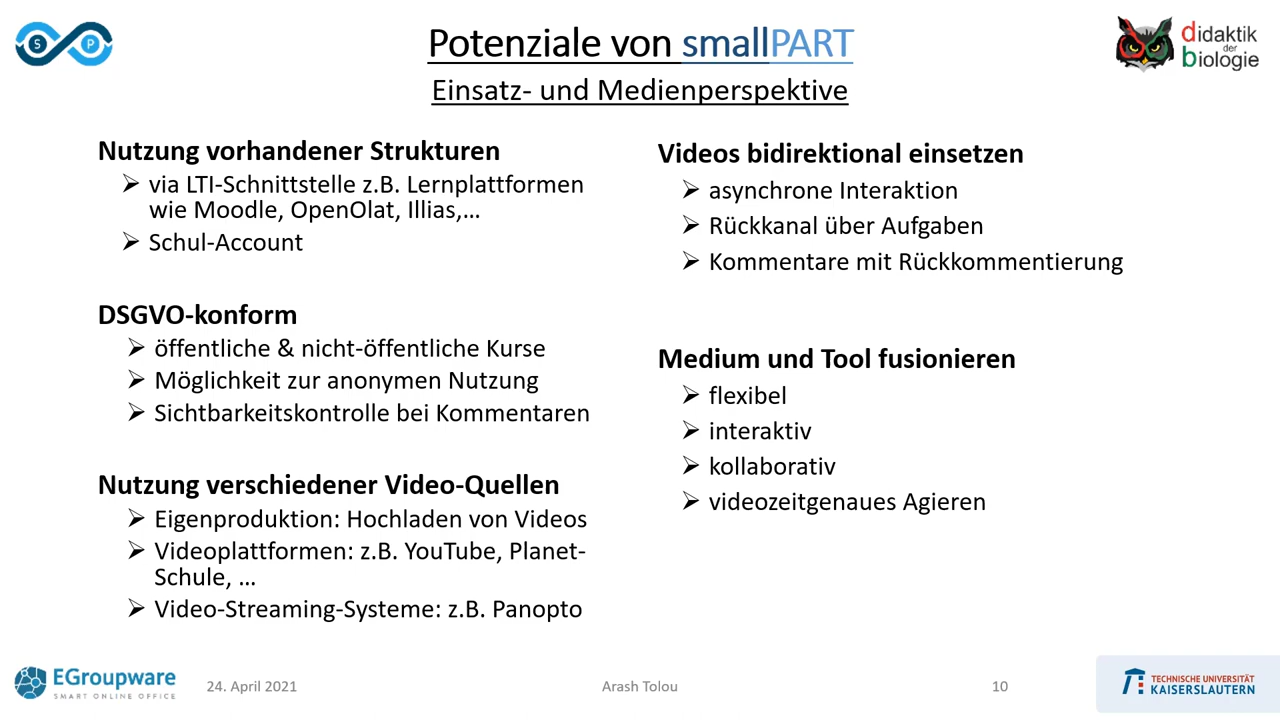 S P
Potenziale von smallPART
Einsatz- und Medienperspektive
didaktik
der
biologie
Nutzung vorhandener Strukturen
via LTI-Schnittstelle z.B. Lernplattformen
wie Moodle, OpenOlat, Illias,…
Schul-Account
DSGVO-konform
öffentliche & nicht-öffentliche Kurse
Möglichkeit zur anonymen Nutzung
Sichtbarkeitskontrolle bei Kommentaren
Nutzung verschiedener Video-Quellen
Eigenproduktion: Hochladen von Videos
Videoplattformen: z.B. YouTube, Planet-
Schule, …
Video-Streaming-Systeme: z.B. Panopto
Videos bidirektional einsetzen
asynchrone Interaktion
Rückkanal über Aufgaben
Kommentare mit Rückkommentierung
Medium und Tool fusionieren
flexibel
interaktiv
kollaborativ
videozeitgenaues Agieren
EGroupware
SMART ONLINE OFFICE
24. April 2021
Arash Tolou
10
TECHNISCHE UNIVERSITÄT
KAISERSLAUTERN